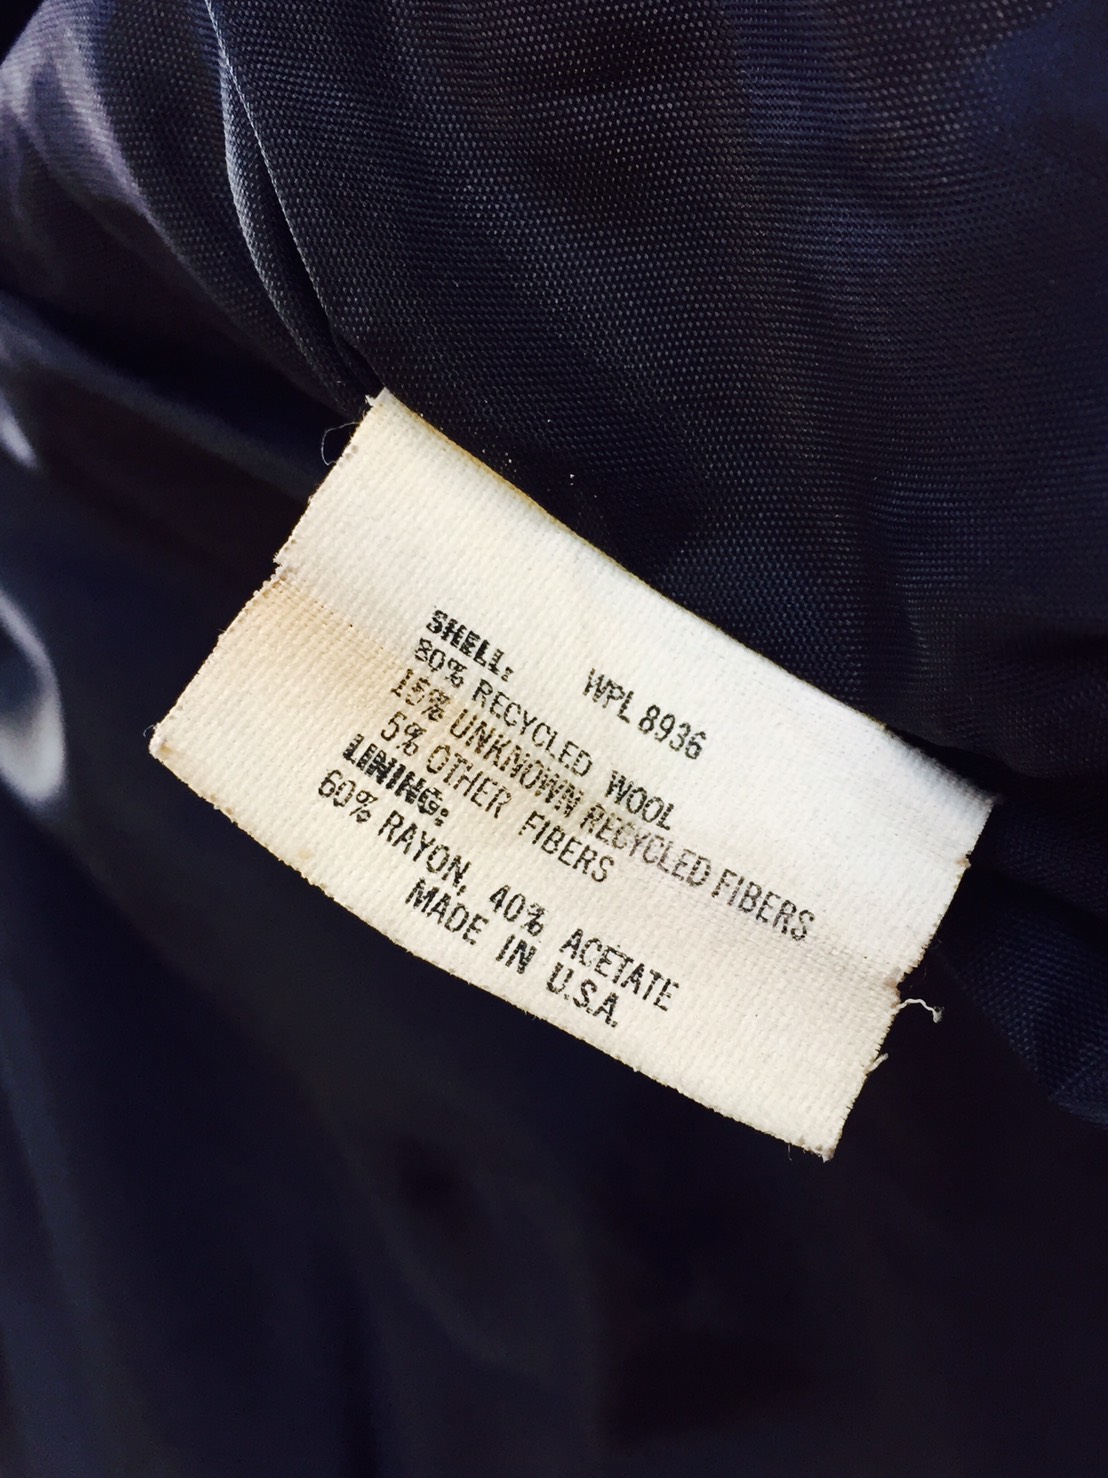 SHELL: WPL 8936
80% RECYCLED WOOL
15% UNKNOWN RECYCLED FIBERS
5% OTHER FIBERS
LINING:
60% RAYON, 40% ACETATE
MADE IN U.S.A.